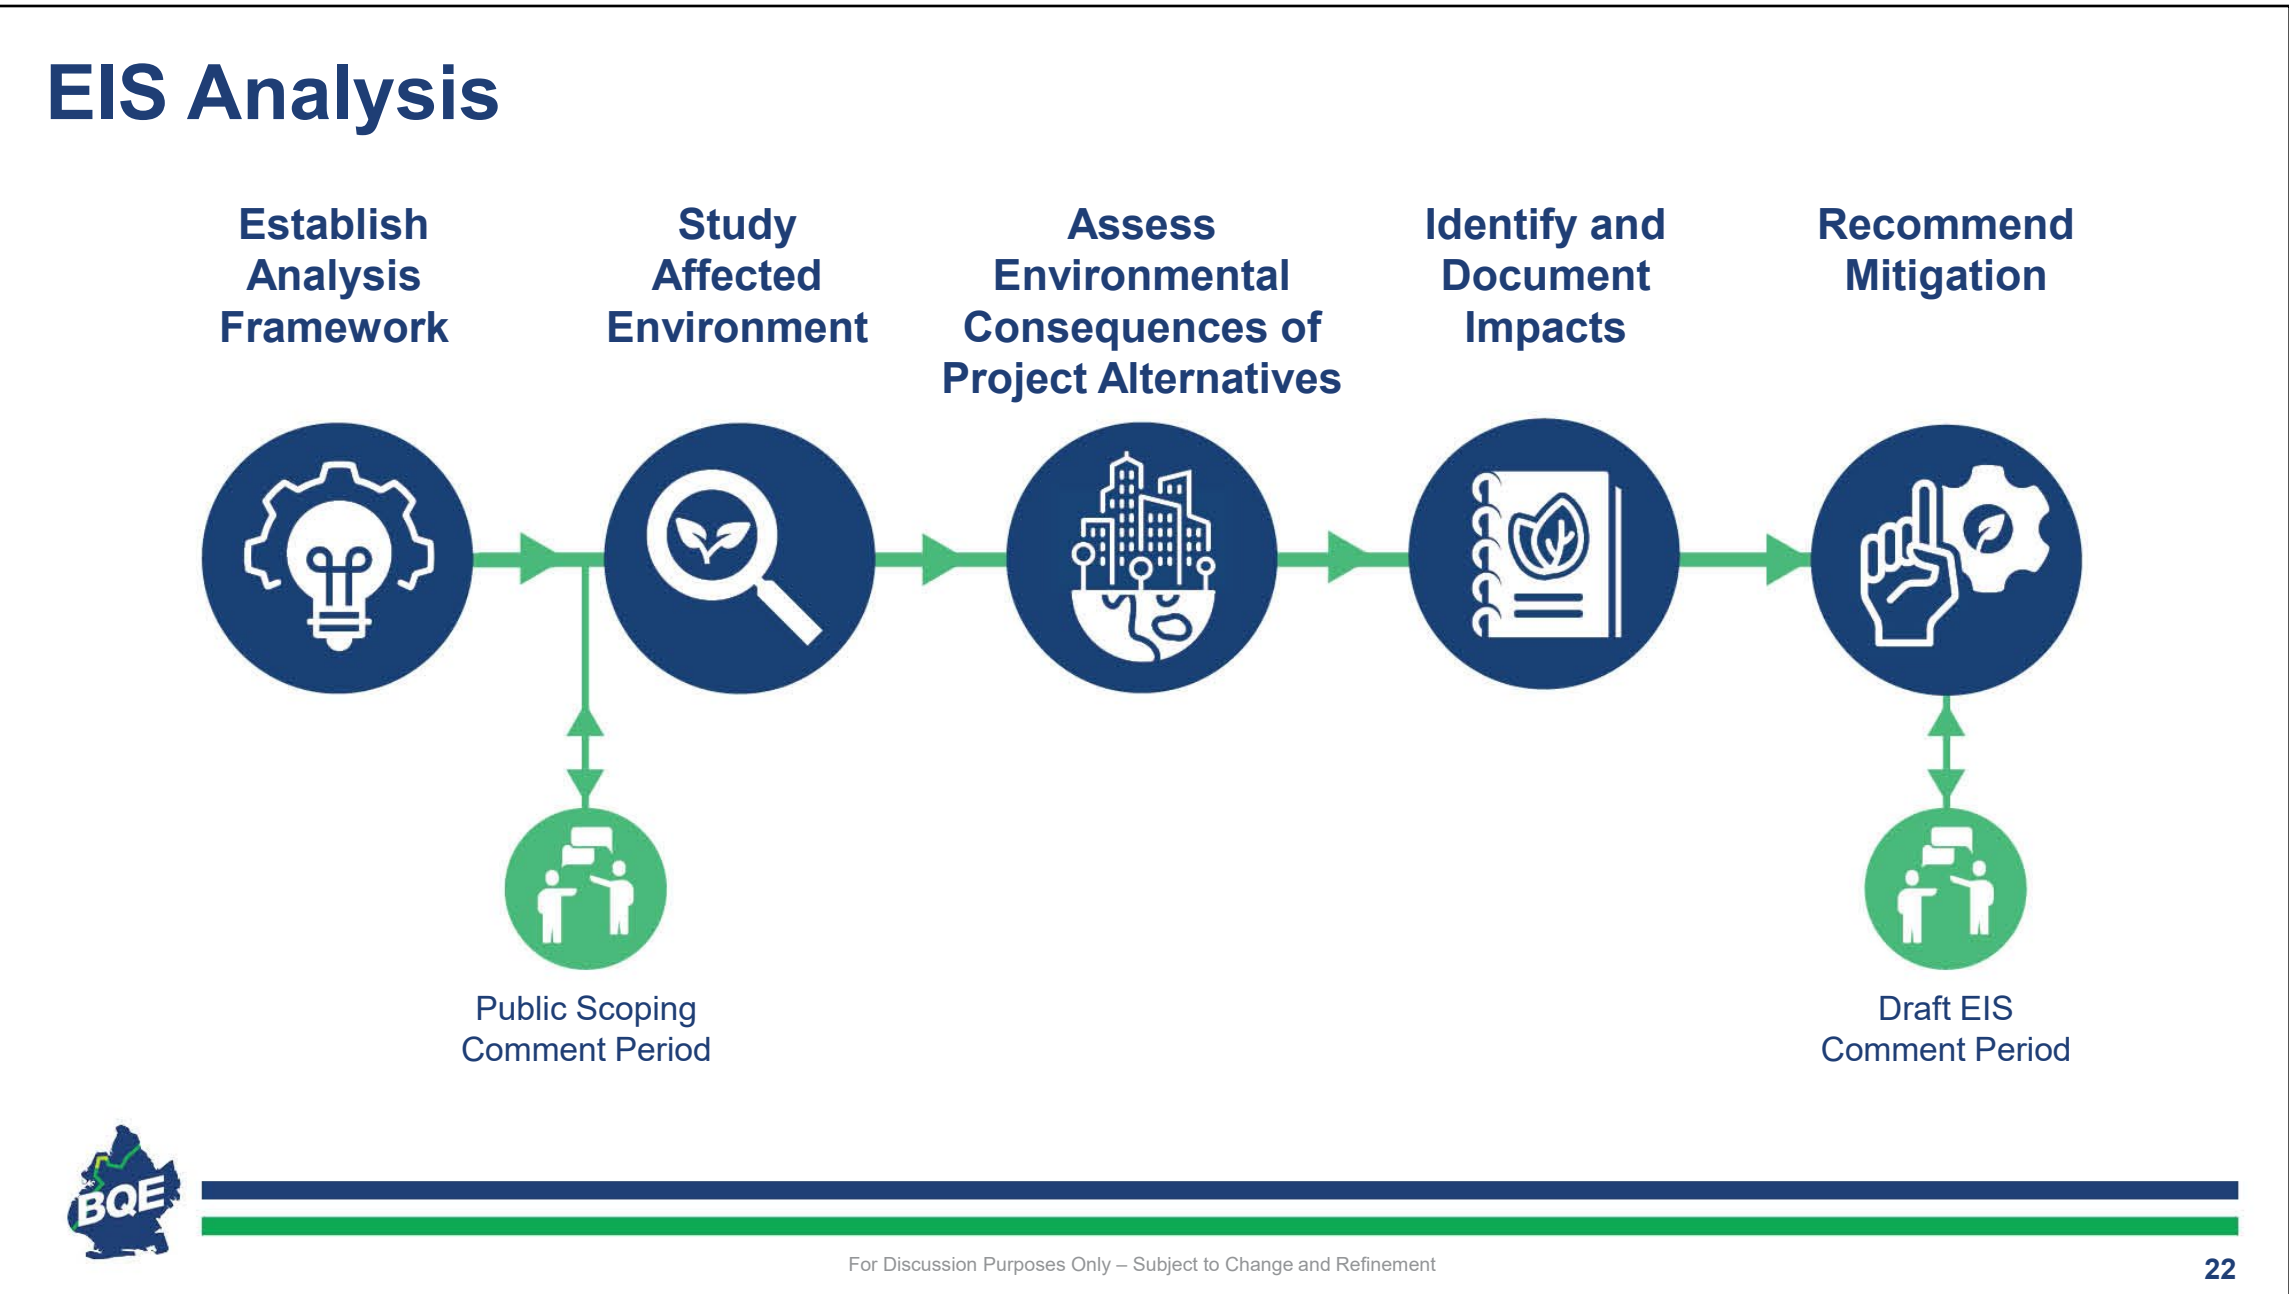 EIS Analysis
Establish
Analysis
Framework
Study
Affected
Environment
Assess
Environmental
Consequences of
Project Alternatives
Identify and
Document
Impacts
Recommend
Mitigation
Public Scoping
Comment Period
Draft EIS
Comment Period
BQE
For Discussion Purposes Only – Subject to Change and Refinement
22